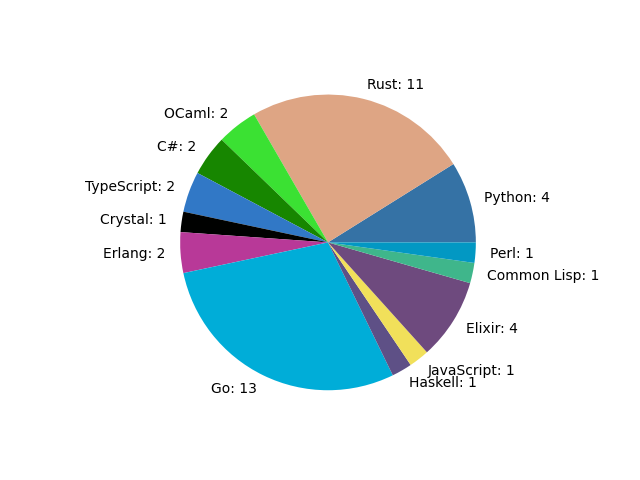 Rust: 11
OCaml: 2
C#: 2
TypeScript: 2
Python: 4
Crystal: 1
Erlang: 2
Perl: 1
Common Lisp: 1
Elixir: 4
JavaScript: 1
Haskell: 1
Go: 13